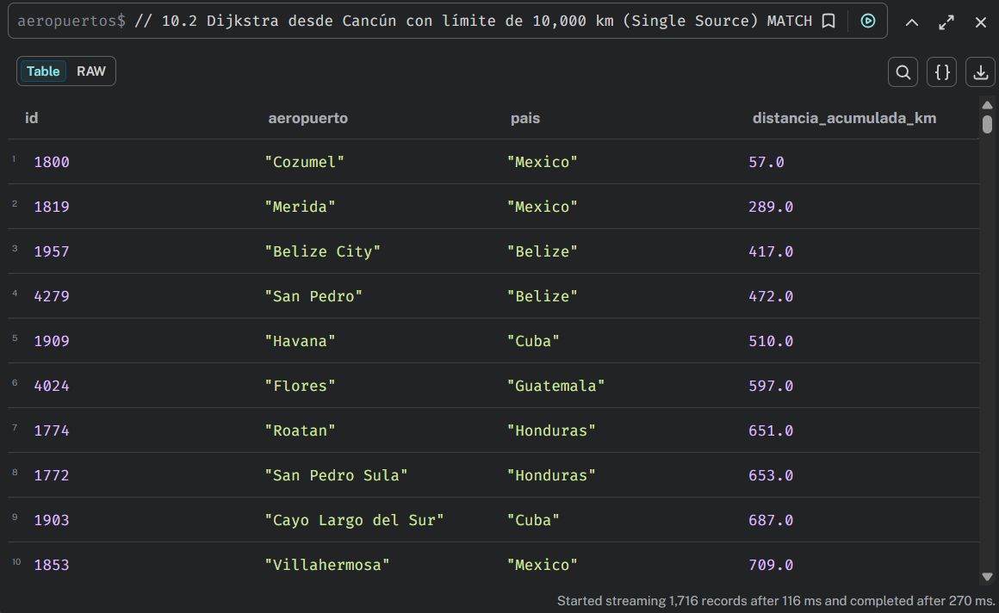 aeropuertos$ // 10.2 Dijkstra desde Cancún con límite de 10,000 km (Single Source) MATCH
Table RAW
id aeropuerto pais distancia_acumulada_km
1 1800 "Cozumel" "Mexico" 57.0
2 1819 "Merida" "Mexico" 289.0
3 1957 "Belize City" "Belize" 417.0
4 4279 "San Pedro" "Belize" 472.0
5 1909 "Havana" "Cuba" 510.0
6 4024 "Flores" "Guatemala" 597.0
7 1774 "Roatan" "Honduras" 651.0
8 1772 "San Pedro Sula" "Honduras" 653.0
9 1903 "Cayo Largo del Sur" "Cuba" 687.0
10 1853 "Villahermosa" "Mexico" 709.0
Started streaming 1,716 records after 116 ms and completed after 270 ms.